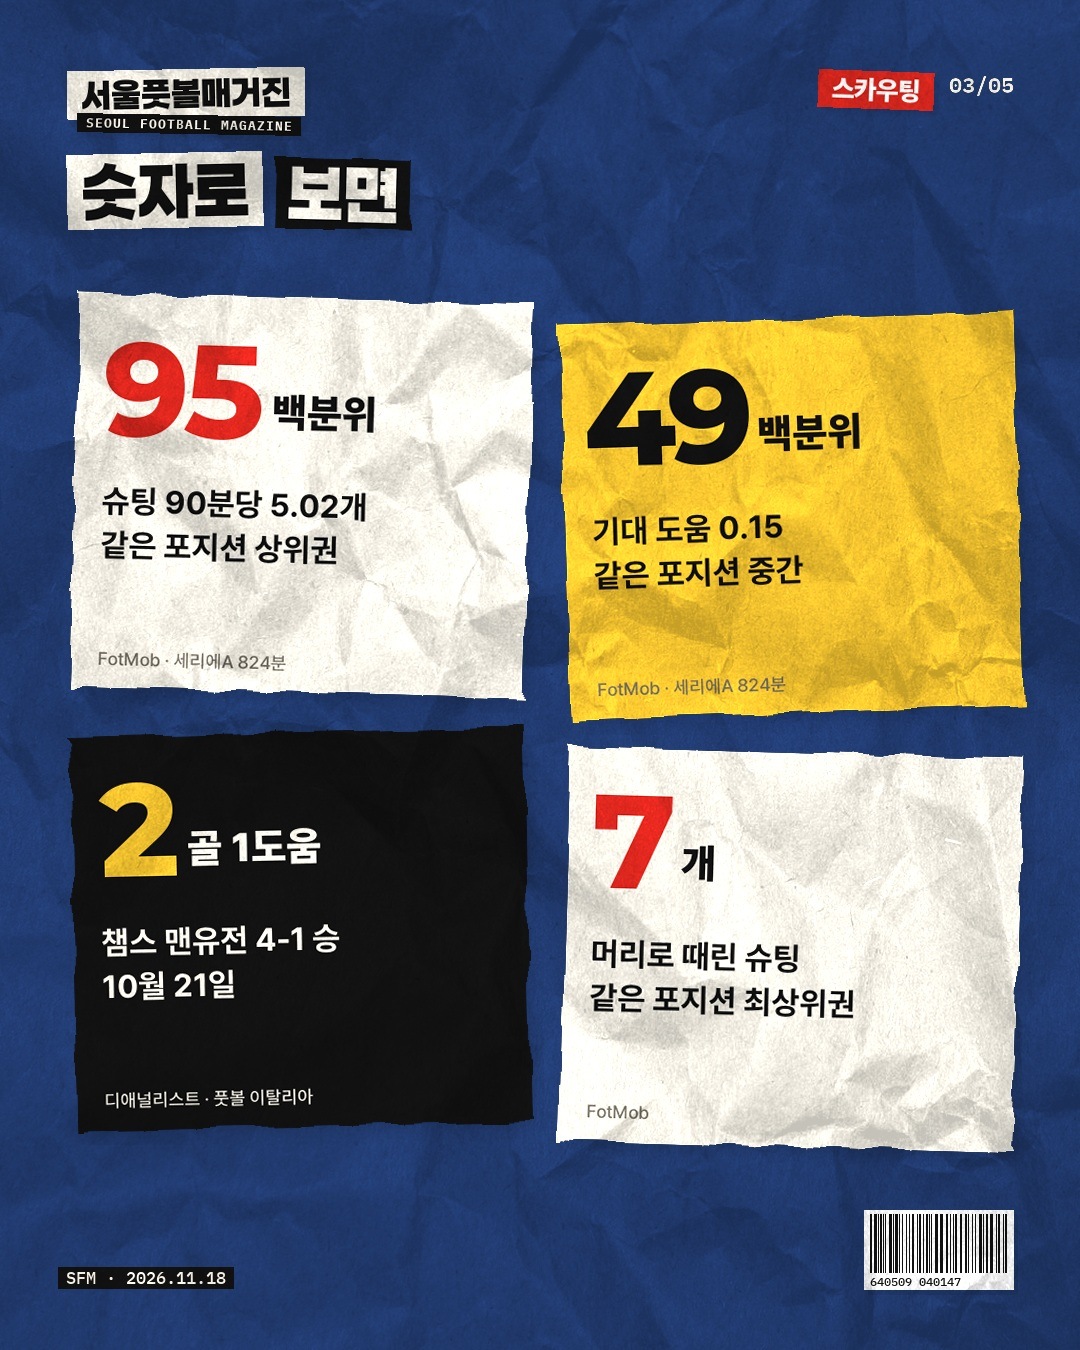 서울풋볼매거진
SEOUL FOOTBALL MAGAZINE
스카우팅 03/05
숫자로 보면
95 백분위
슈팅 90분당 5.02개
같은 포지션 상위권
FotMob · 세리에A 824분
49 백분위
기대 도움 0.15
같은 포지션 중간
FotMob · 세리에A 824분
2 골 1도움
챔스 맨유전 4-1 승
10월 21일
디애널리스트 · 풋볼 이탈리아
7 개
머리로 때린 슈팅
같은 포지션 최상위권
FotMob
SFM · 2026.11.18
640509 040147